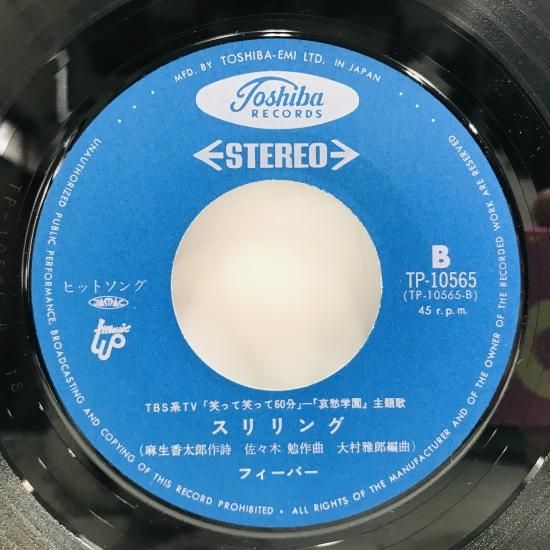 MFD. BY TOSHIBA-EMI LTD. IN JAPAN
Toshiba
RECORDS
STEREO
B
TP-10565
(TP-10565-B)
45 r.p.m.
ヒットソング
JASRAC
music
UP
TBS系TV「笑って笑って60分」―「哀愁学園」主題歌
スリリング
(麻生香太郎作詩 佐々木 勉作曲 大村雅郎編曲)
フィーバー
UNAUTHORIZED PUBLIC PERFORMANCE, BROADCASTING AND COPYING OF THIS RECORD PROHIBITED • ALL RIGHTS OF THE MANUFACTURER AND OF THE OWNER OF THE RECORDED WORK ARE RESERVED